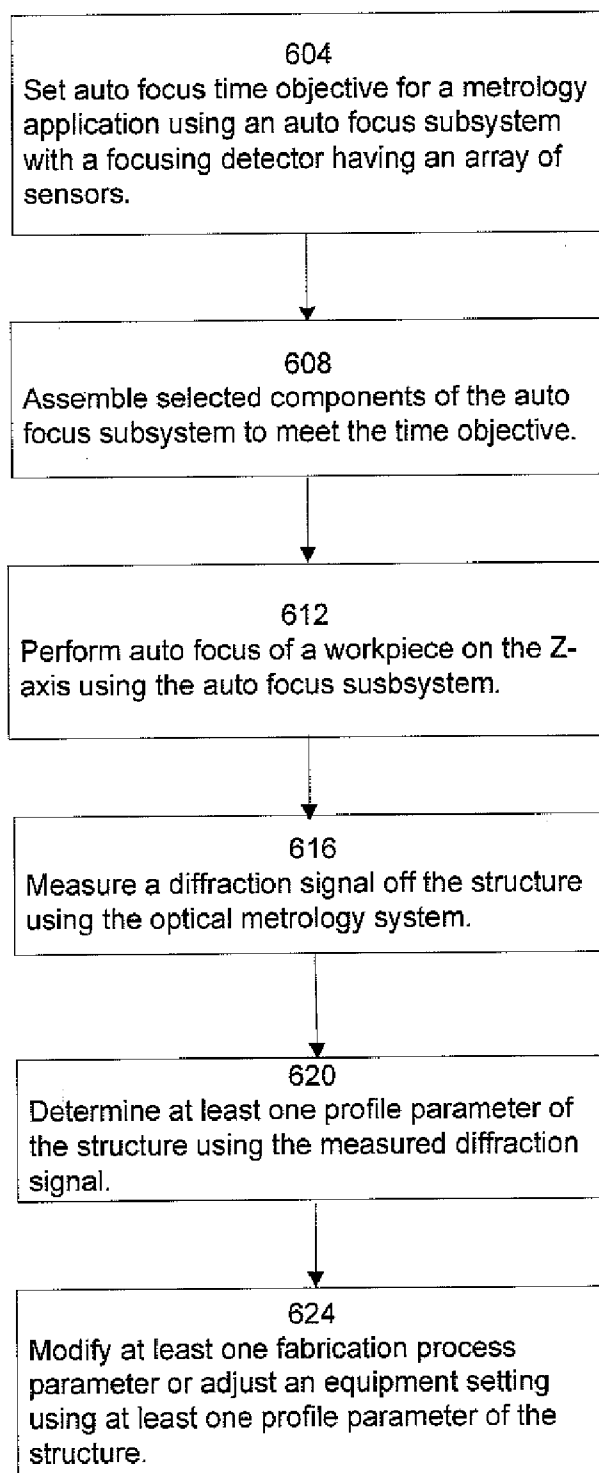 604
Set auto focus time objective for a metrology
application using an auto focus subsystem
with a focusing detector having an array of
sensors.
608
Assemble selected components of the auto
focus subsystem to meet the time objective.
612
Perform auto focus of a workpiece on the Z-
axis using the auto focus susbsystem.
616
Measure a diffraction signal off the structure
using the optical metrology system.
620
Determine at least one profile parameter of
the structure using the measured diffraction
signal.
624
Modify at least one fabrication process
parameter or adjust an equipment setting
using at least one profile parameter of the
structure.